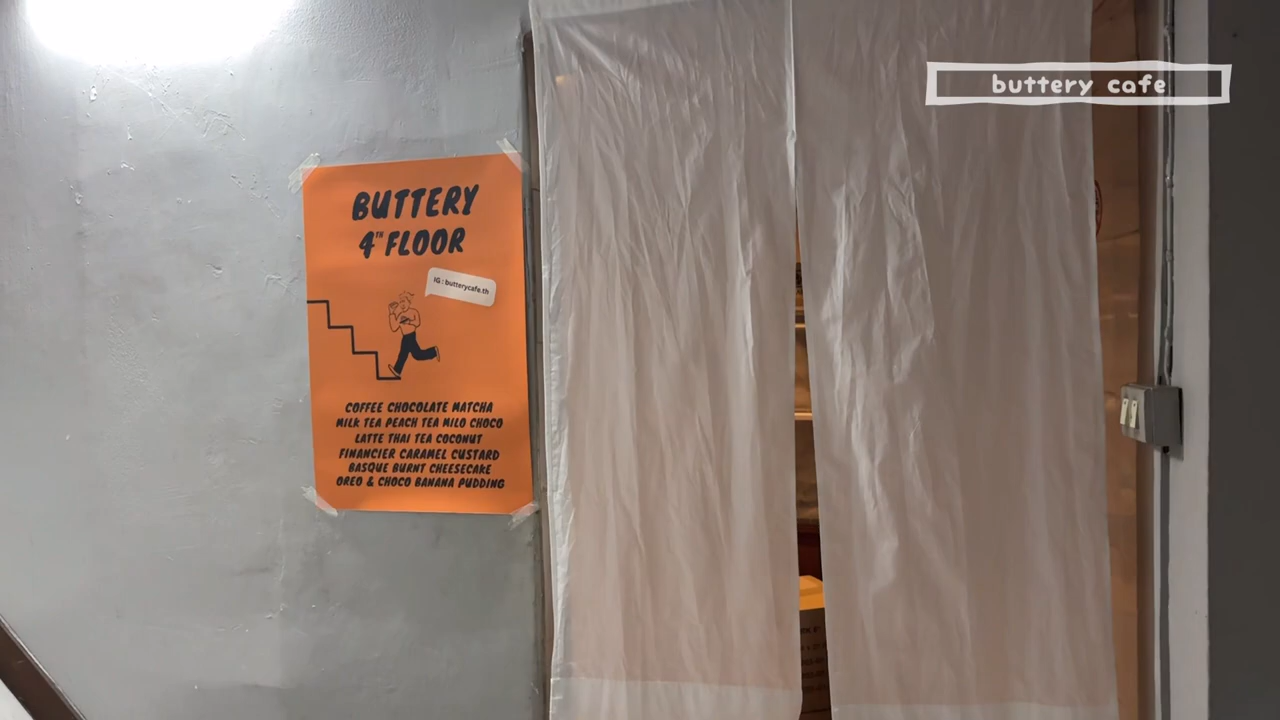 buttery cafe
BUTTERY
4TH FLOOR
IG : butterycafe.th
COFFEE CHOCOLATE MATCHA
MILK TEA PEACH TEA MILO CHOCO
LATTE THAI TEA COCONUT
FINANCIER CARAMEL CUSTARD
BASQUE BURNT CHEESECAKE
OREO & CHOCO BANANA PUDDING